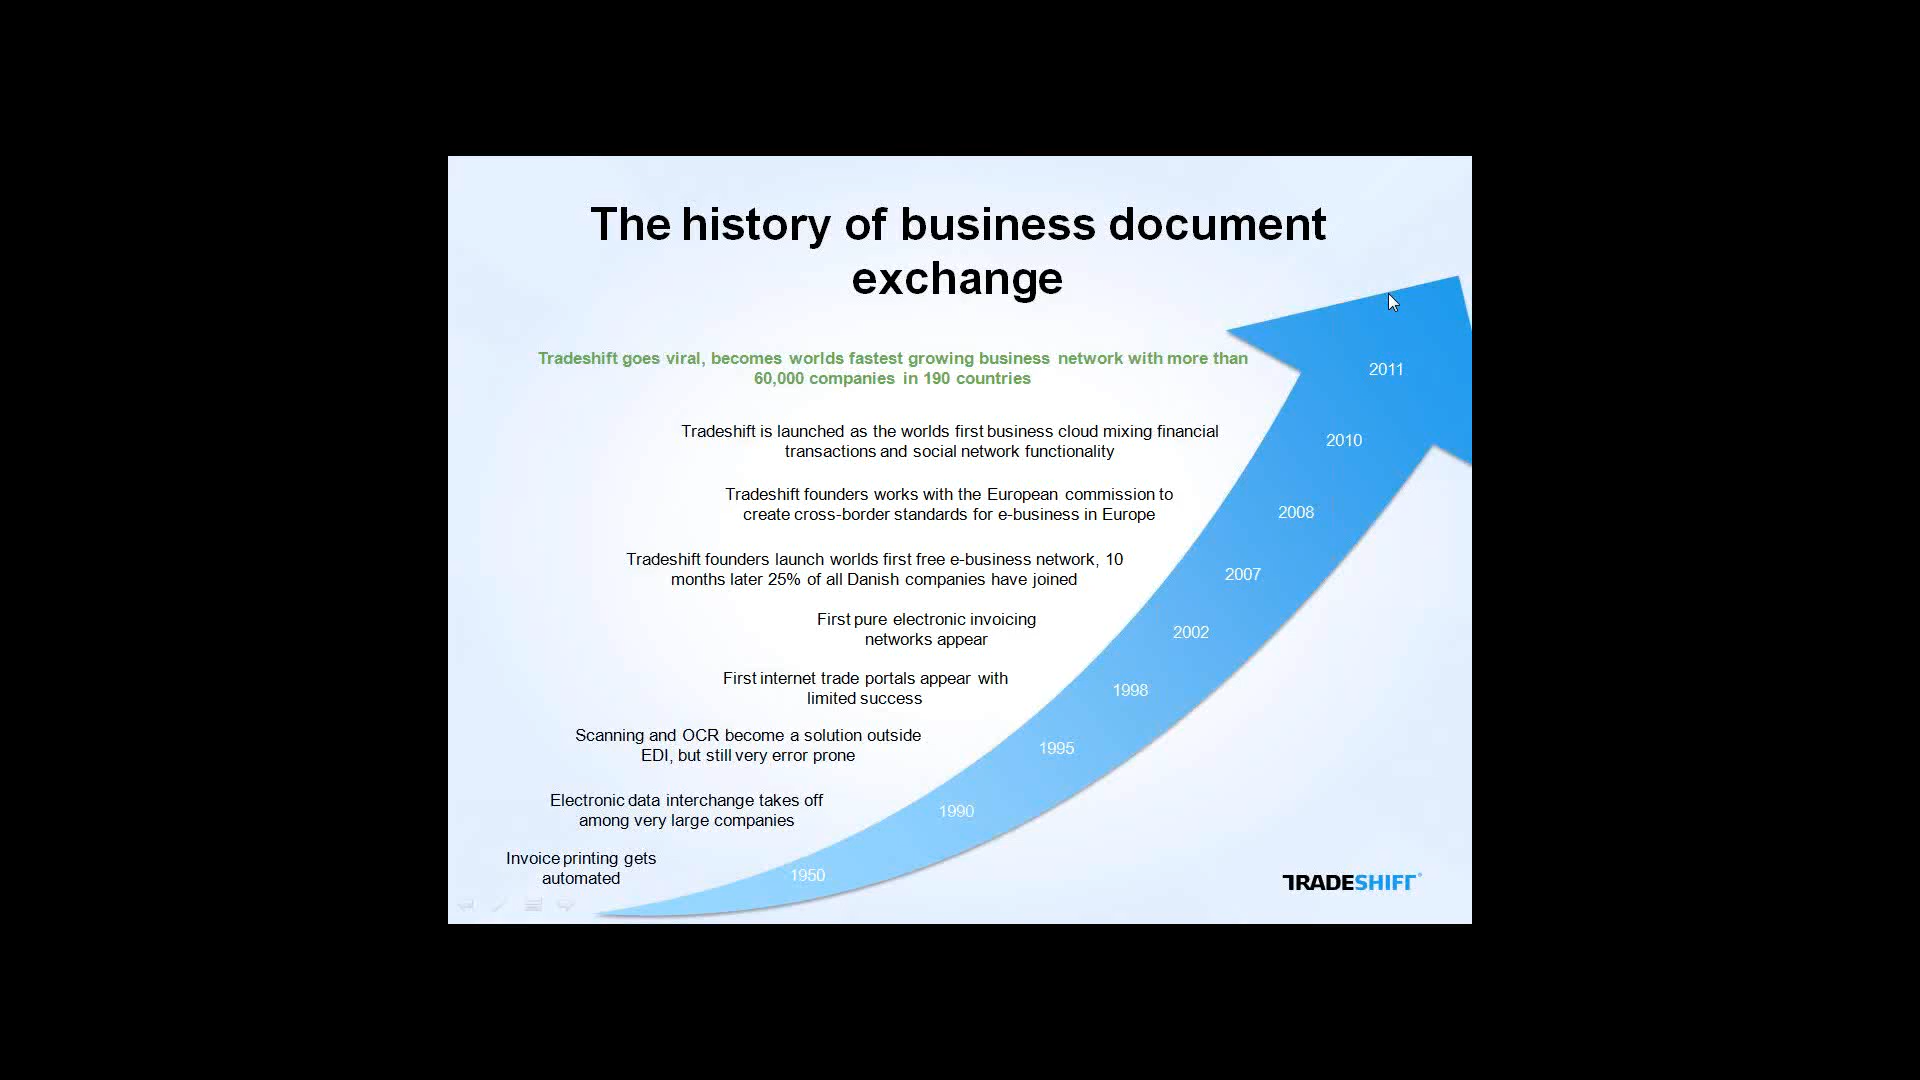 The history of business document
exchange
Tradeshift goes viral, becomes worlds fastest growing business network with more than
60,000 companies in 190 countries
2011
Tradeshift is launched as the worlds first business cloud mixing financial
transactions and social network functionality
2010
Tradeshift founders works with the European commission to
create cross-border standards for e-business in Europe
2008
Tradeshift founders launch worlds first free e-business network, 10
months later 25% of all Danish companies have joined
2007
First pure electronic invoicing
networks appear
2002
First internet trade portals appear with
limited success
1998
Scanning and OCR become a solution outside
EDI, but still very error prone
1995
Electronic data interchange takes off
among very large companies
1990
Invoice printing gets
automated
1950
TRADESHIFT